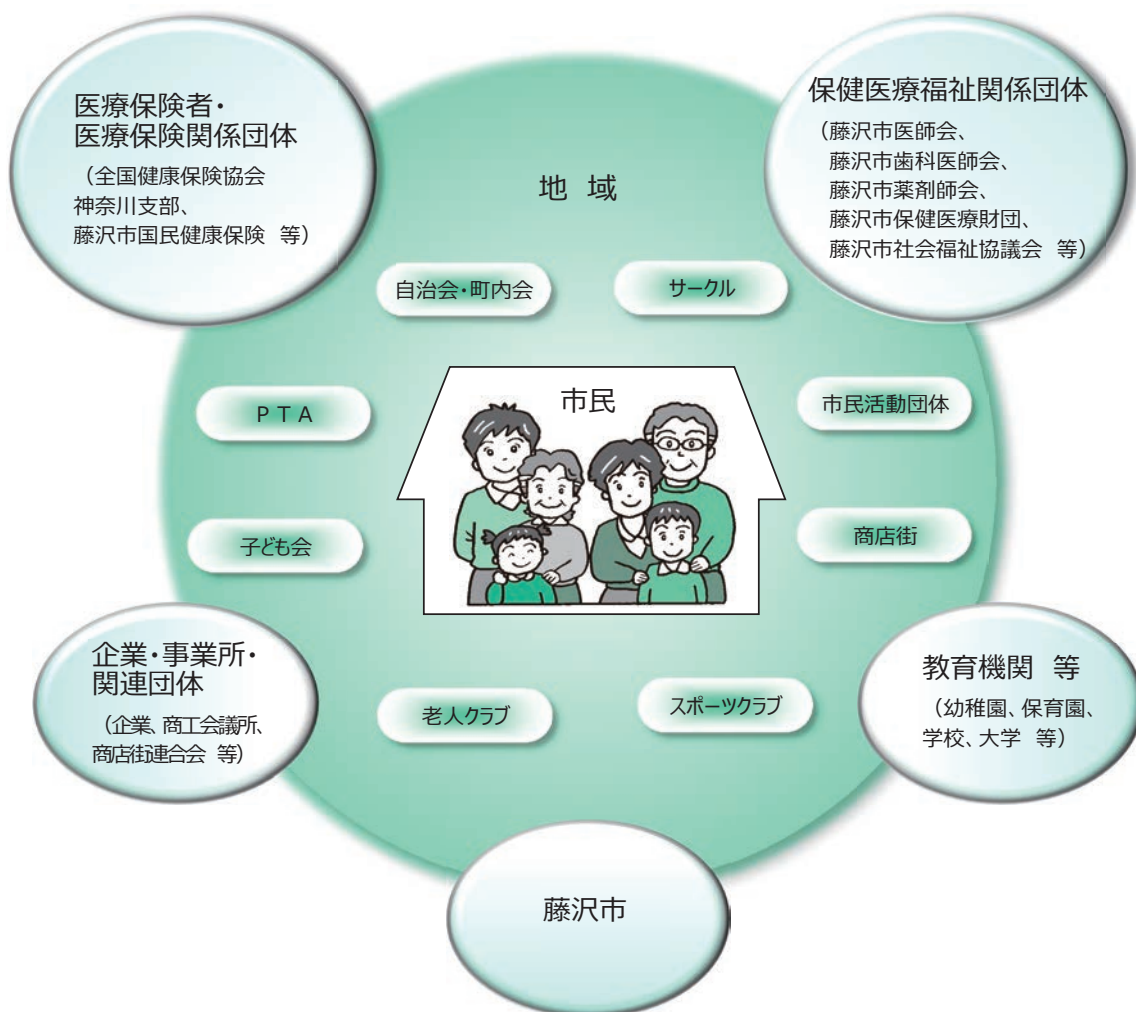 医療保険者・
医療保険関係団体
（全国健康保険協会
神奈川支部、
藤沢市国民健康保険 等）
保健医療福祉関係団体
（藤沢市医師会、
藤沢市歯科医師会、
藤沢市薬剤師会、
藤沢市保健医療財団、
藤沢市社会福祉協議会 等）
地域
自治会・町内会
サークル
市民
PTA
市民活動団体
子ども会
商店街
企業・事業所・
関連団体
（企業、商工会議所、
商店街連合会 等）
老人クラブ
スポーツクラブ
教育機関 等
（幼稚園、保育園、
学校、大学 等）
藤沢市